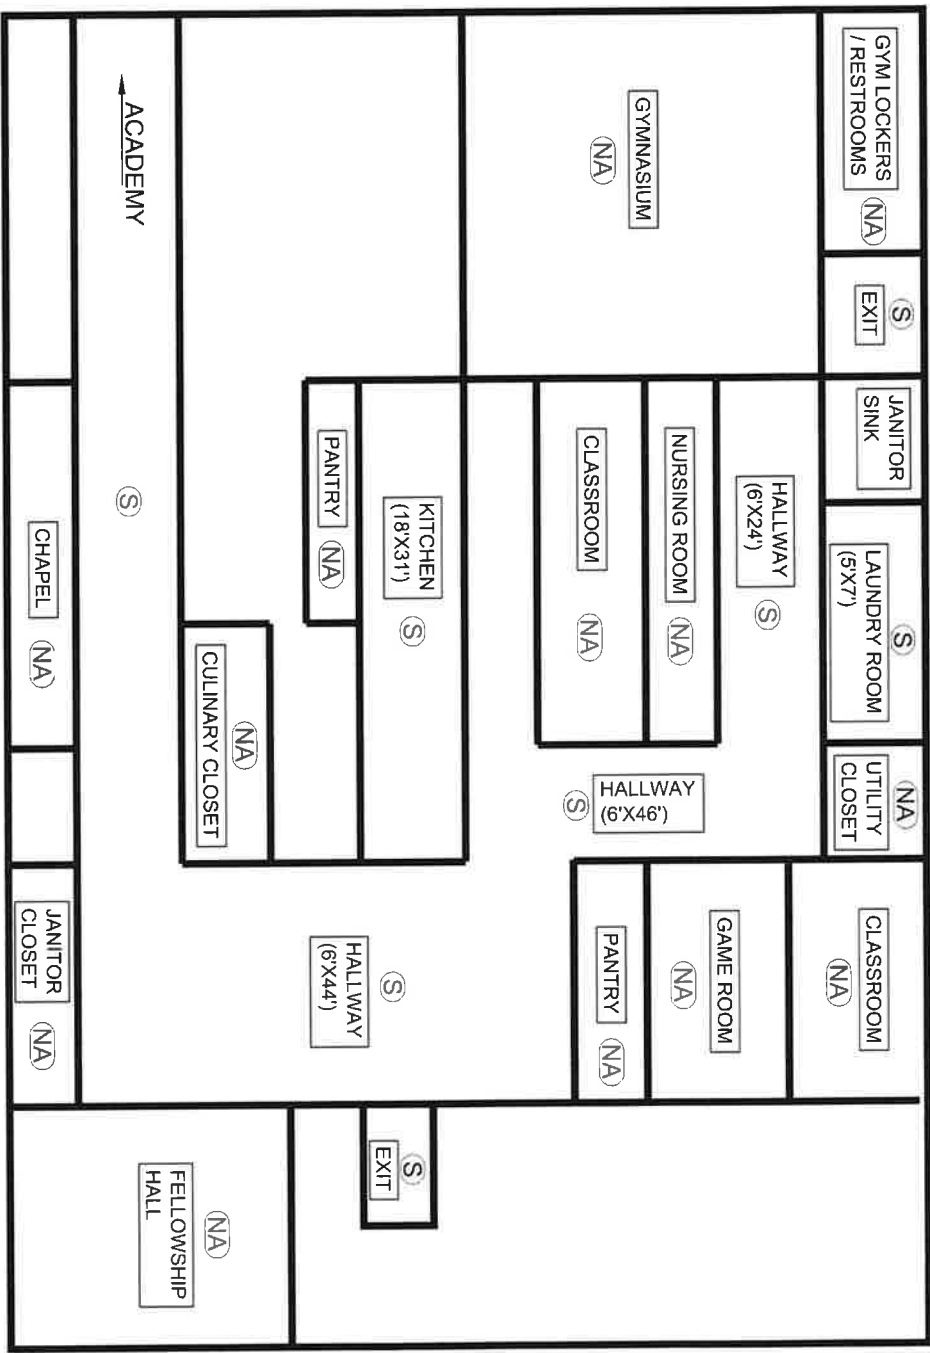 GYM LOCKERS
/ RESTROOMS
NA
S
EXIT
JANITOR
SINK
S
LAUNDRY ROOM
(5'X7')
NA
UTILITY
CLOSET
CLASSROOM
NA
GYMNASIUM
NA
HALLWAY
(6'X24')
S
NURSING ROOM
NA
CLASSROOM
NA
HALLWAY
(6'X46')
S
GAME ROOM
NA
PANTRY
NA
KITCHEN
(18'X31')
S
PANTRY
NA
HALLWAY
(6'X44')
S
S
EXIT
NA
CULINARY CLOSET
ACADEMY
S
CHAPEL
NA
JANITOR
CLOSET
NA
NA
FELLOWSHIP
HALL